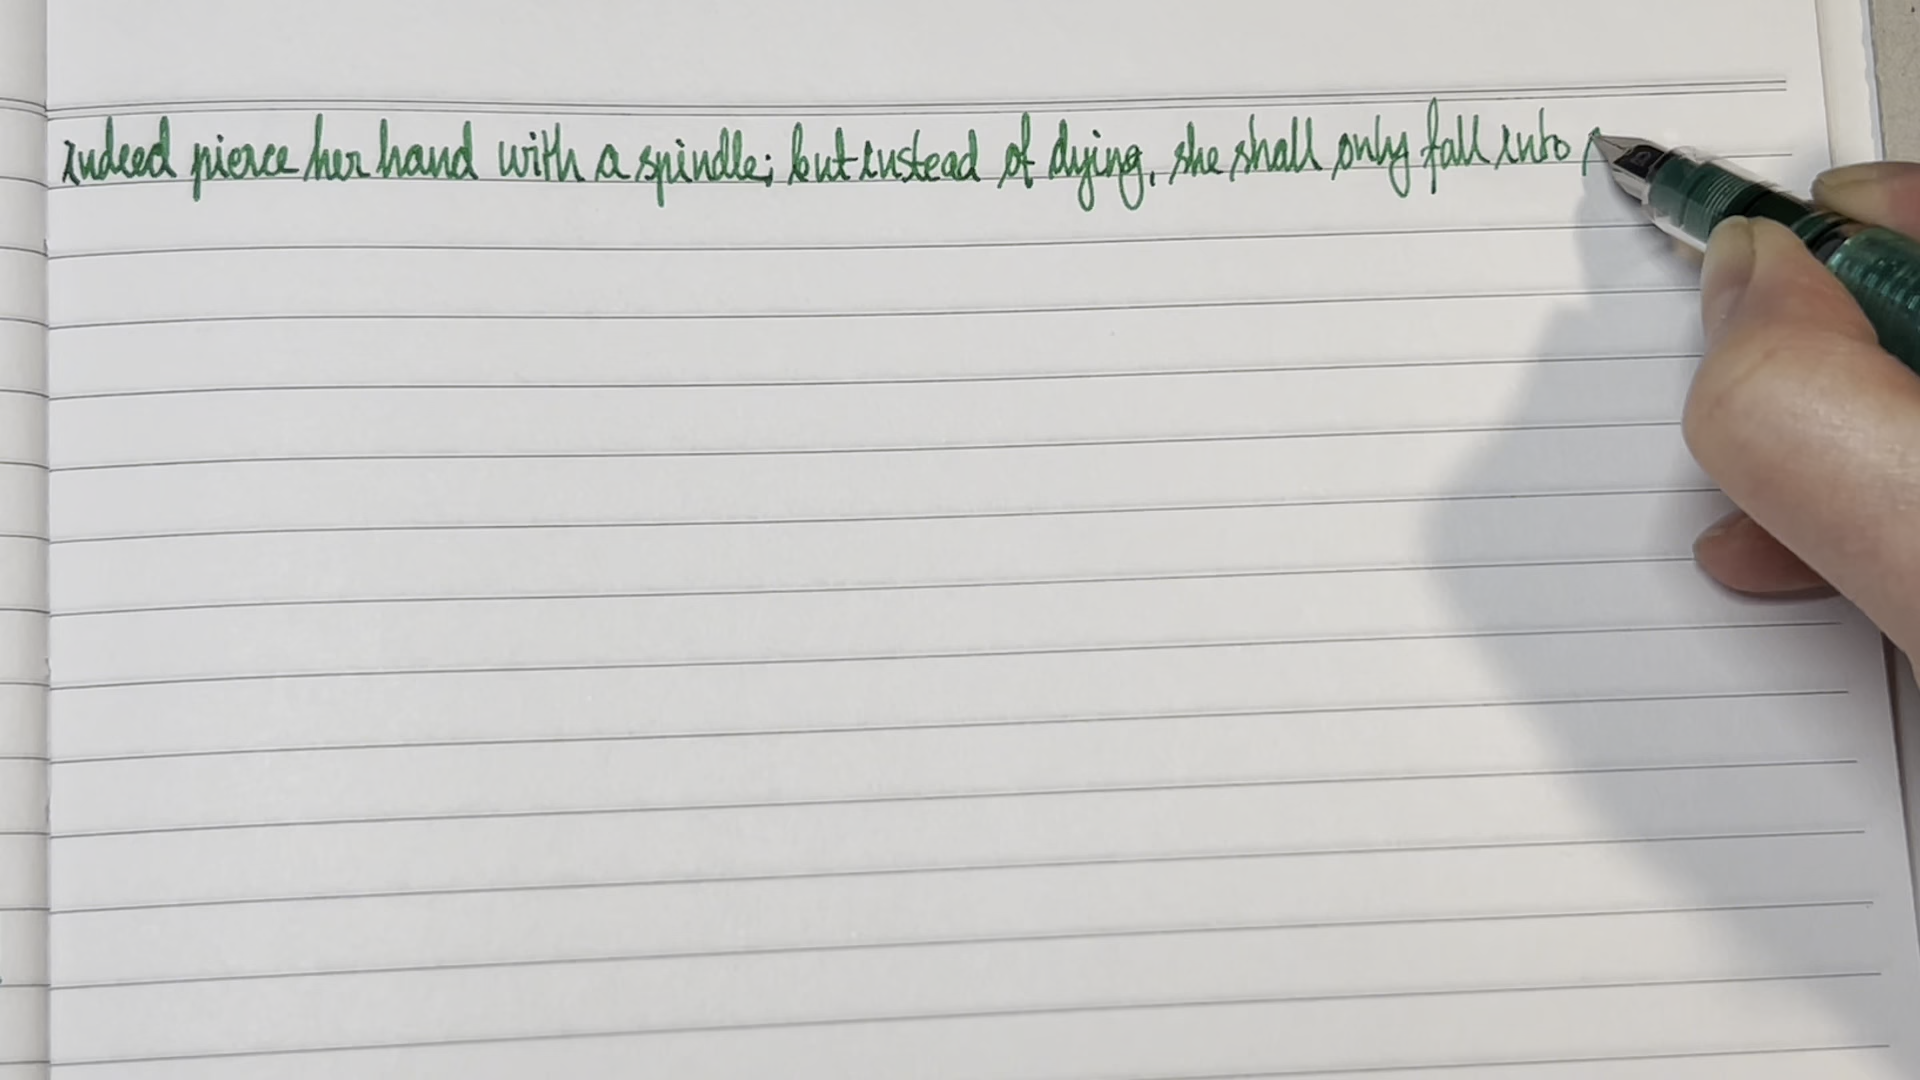 indeed pierce her hand with a spindle; but instead of dying, she shall only fall into